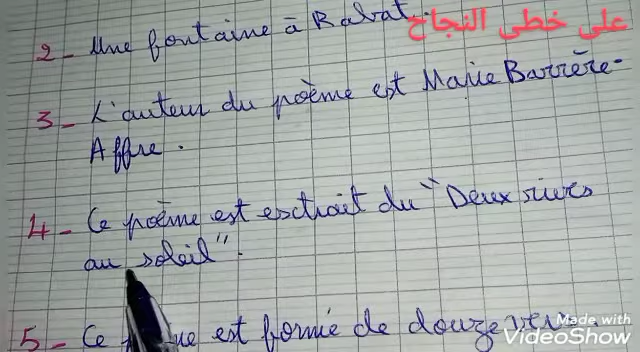 2- Une fontaine à Rabat.
على خطى النجاح
3- L'auteur du poème est Marie Barrère-
Affre.
4- Ce poème est extrait du "Deux rives
au soleil".
5- Ce est formé de douze
Made with
VideoShow